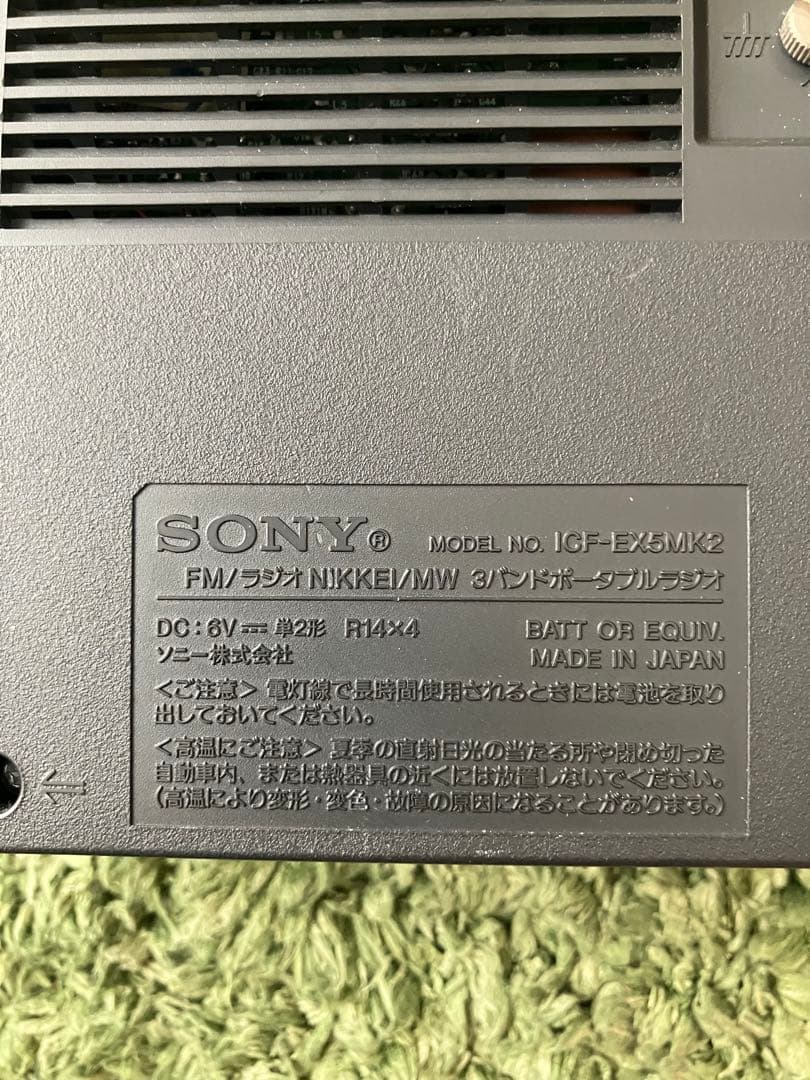 SONY® MODEL NO. ICF-EX5MK2
FM/ラジオNIKKEI/MW 3バンドポータブルラジオ
DC:6V⎓単2形 R14×4 BATT OR EQUIV.
ソニー株式会社 MADE IN JAPAN
<ご注意> 電灯線で長時間使用されるときには電池を取り
出しておいてください。
<高温にご注意> 夏季の直射日光の当たる所や閉め切った
自動車内、または熱器具の近くには放置しないでください。
(高温により変形・変色・故障の原因になることがあります。)